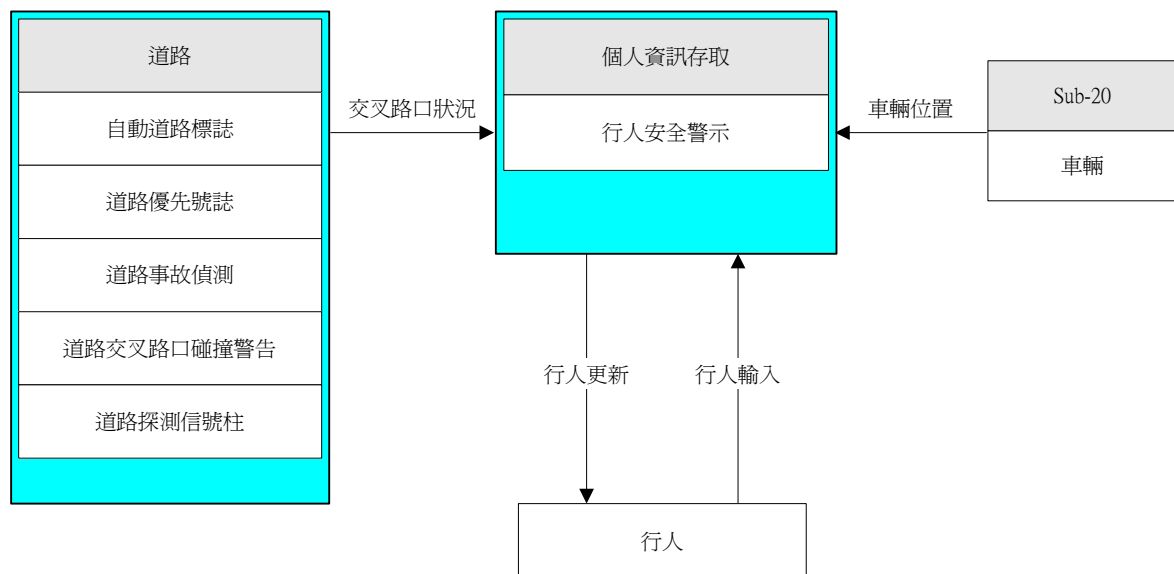 道路
自動道路標誌
道路優先號誌
道路事故偵測
道路交叉路口碰撞警告
道路探測信號柱
交叉路口狀況
個人資訊存取
行人安全警示
車輛位置
Sub-20
車輛
行人更新
行人輸入
行人